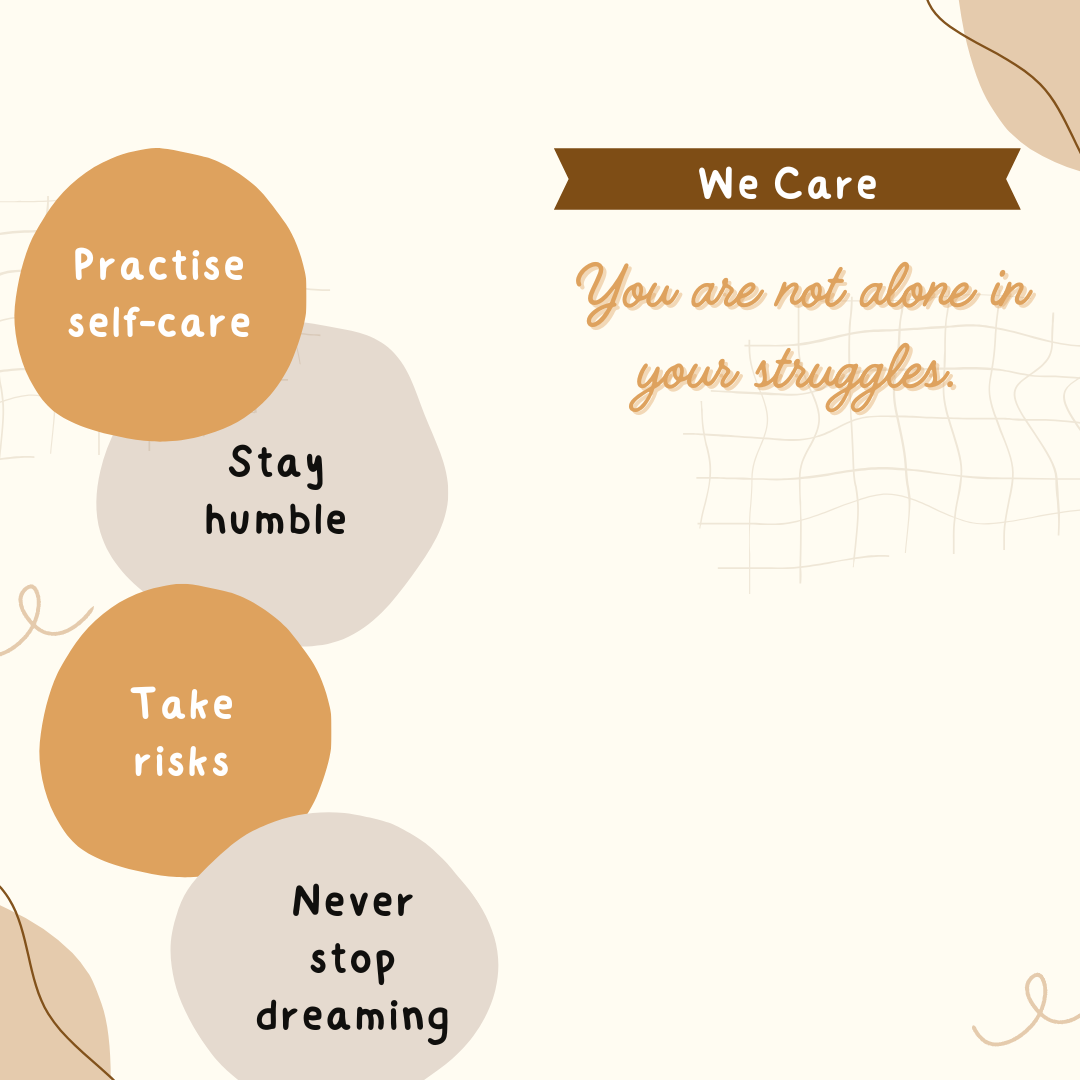 Practise
self-care
Stay
humble
Take
risks
Never
stop
dreaming
We Care
You are not alone in
your struggles.